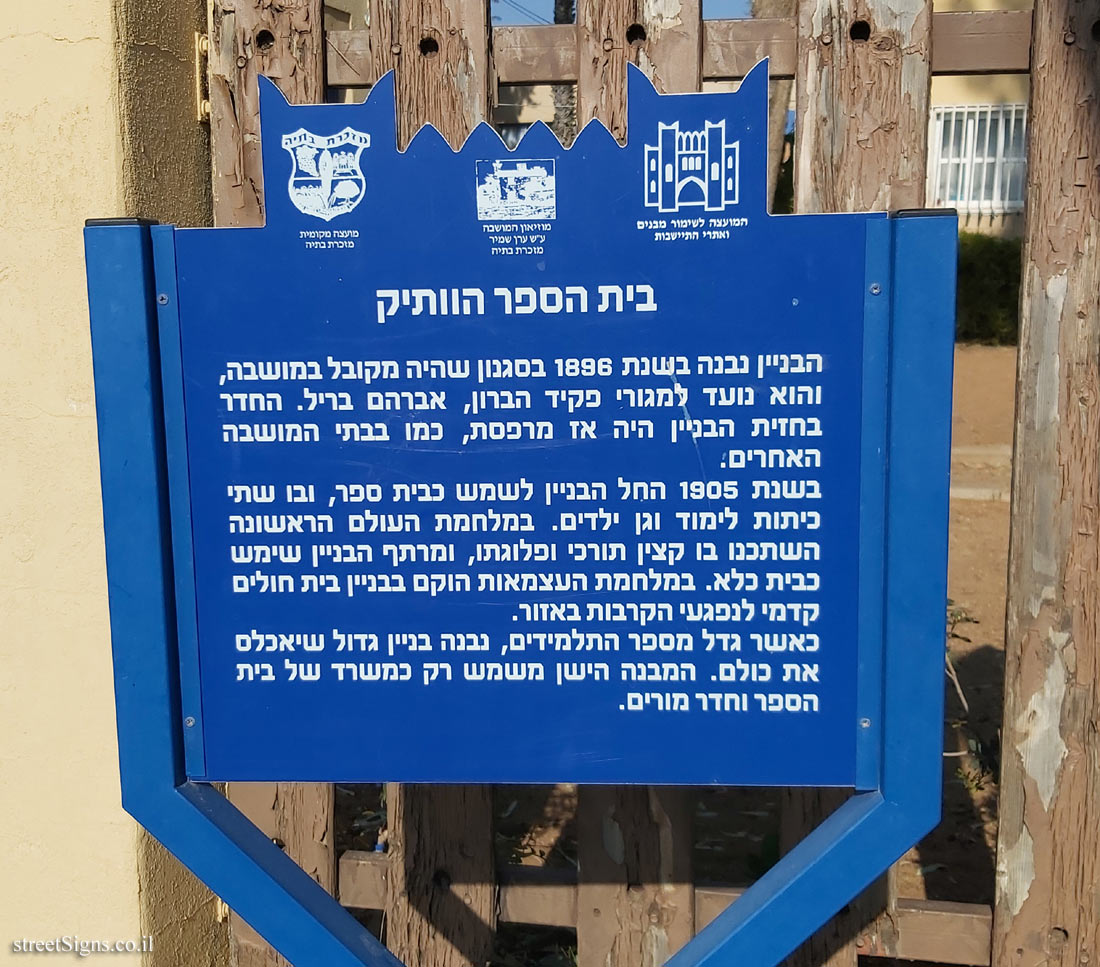 מזכרת בתיה
מועצה מקומית
מזכרת בתיה
מוזיאון המושבה
ע״ש ערן שמיר
מזכרת בתיה
המועצה לשימור מבנים
ואתרי התיישבות
בית הספר הוותיק
הבניין נבנה בשנת 1896 בסגנון שהיה מקובל במושבה,
והוא נועד למגורי פקיד הברון, אברהם בריל. החדר
בחזית הבניין היה אז מרפסת, כמו בבתי המושבה
האחרים.
בשנת 1905 החל הבניין לשמש כבית ספר, ובו שתי
כיתות לימוד וגן ילדים. במלחמת העולם הראשונה
השתכנו בו קצין תורכי ופלוגתו, ומרתף הבניין שימש
כבית כלא. במלחמת העצמאות הוקם בבניין בית חולים
קדמי לנפגעי הקרבות באזור.
כאשר גדל מספר התלמידים, נבנה בניין גדול שיאכלס
את כולם. המבנה הישן משמש רק כמשרד של בית
הספר וחדר מורים.
streetSigns.co.il